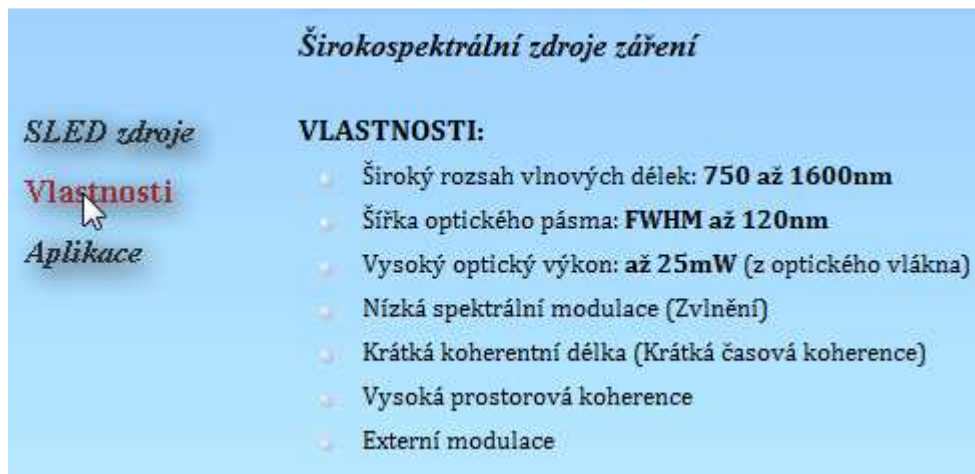 Širokospektrální zdroje záření
SLED zdroje
Vlastnosti
Aplikace
VLASTNOSTI:
Široký rozsah vlnových délek: 750 až 1600nm
Šířka optického pásma: FWHM až 120nm
Vysoký optický výkon: až 25mW (z optického vlákna)
Nízká spektrální modulace (Zvlnění)
Krátká koherentní délka (Krátká časová koherence)
Vysoká prostorová koherence
Externí modulace